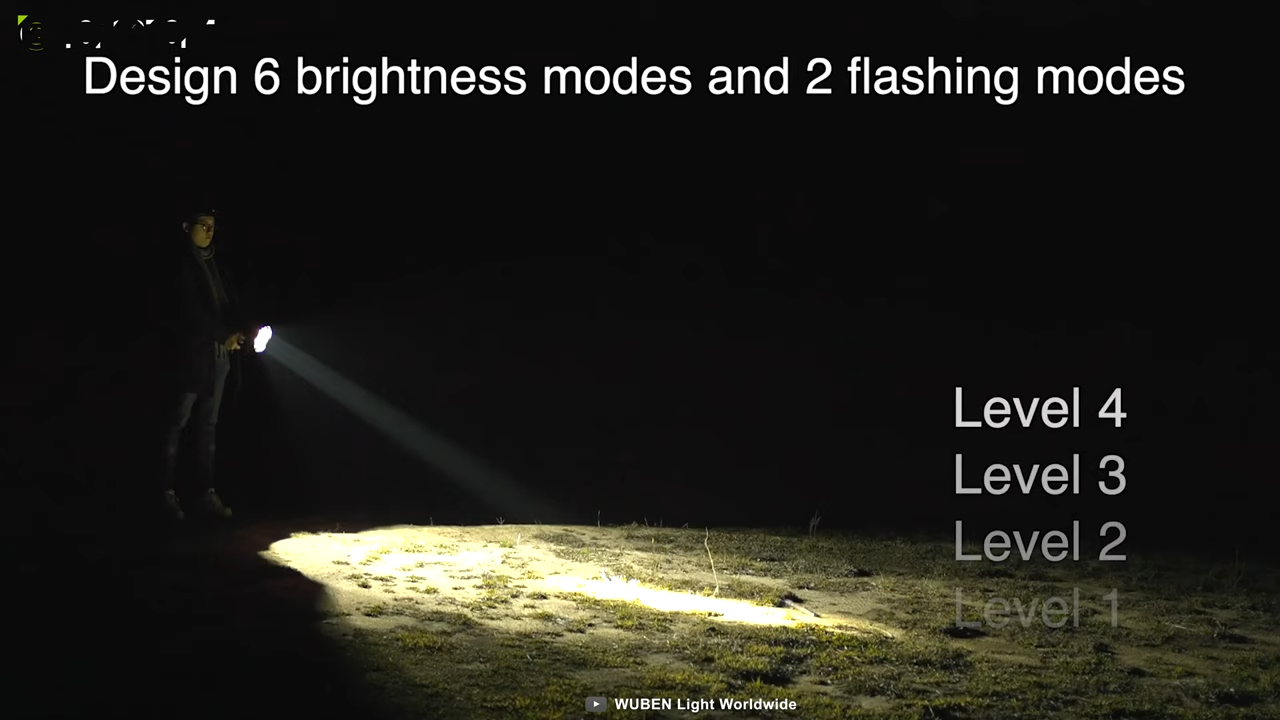 Design 6 brightness modes and 2 flashing modes
Level 4
Level 3
Level 2
Level 1
WUBEN Light Worldwide